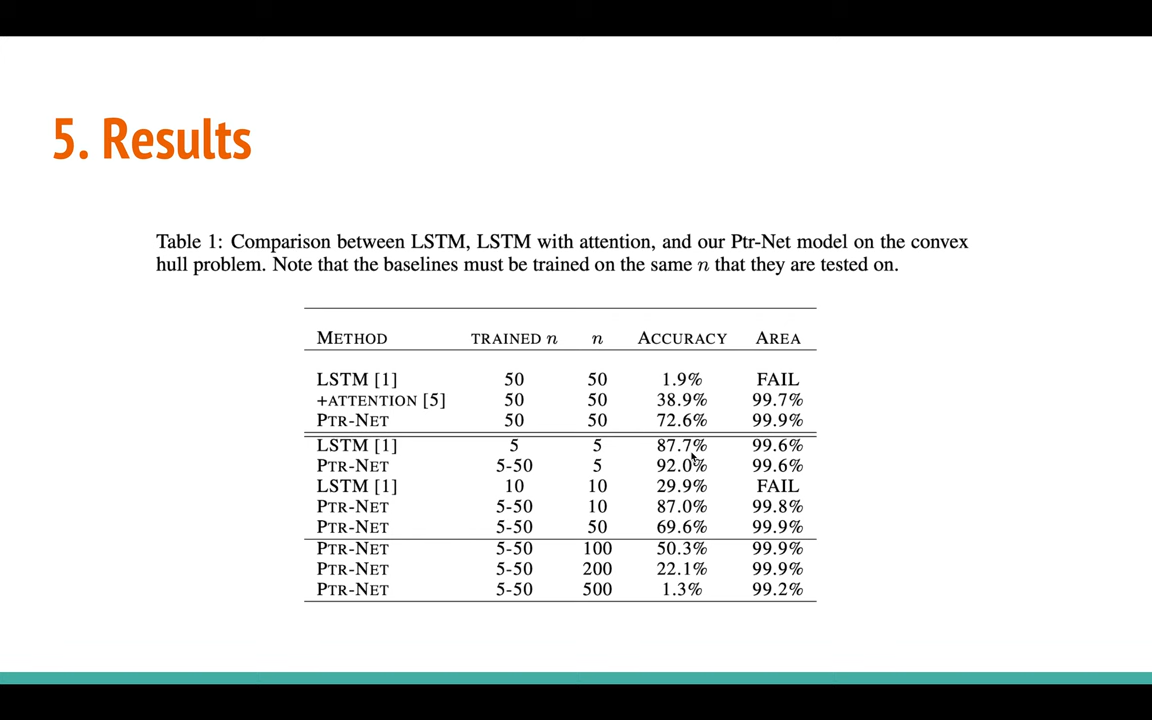 5. Results
Table 1: Comparison between LSTM, LSTM with attention, and our Ptr-Net model on the convex
hull problem. Note that the baselines must be trained on the same n that they are tested on.
METHOD TRAINED n n ACCURACY AREA
LSTM [1] 50 50 1.9% FAIL
+ATTENTION [5] 50 50 38.9% 99.7%
PTR-NET 50 50 72.6% 99.9%
LSTM [1] 5 5 87.7% 99.6%
PTR-NET 5-50 5 92.0% 99.6%
LSTM [1] 10 10 29.9% FAIL
PTR-NET 5-50 10 87.0% 99.8%
PTR-NET 5-50 50 69.6% 99.9%
PTR-NET 5-50 100 50.3% 99.9%
PTR-NET 5-50 200 22.1% 99.9%
PTR-NET 5-50 500 1.3% 99.2%